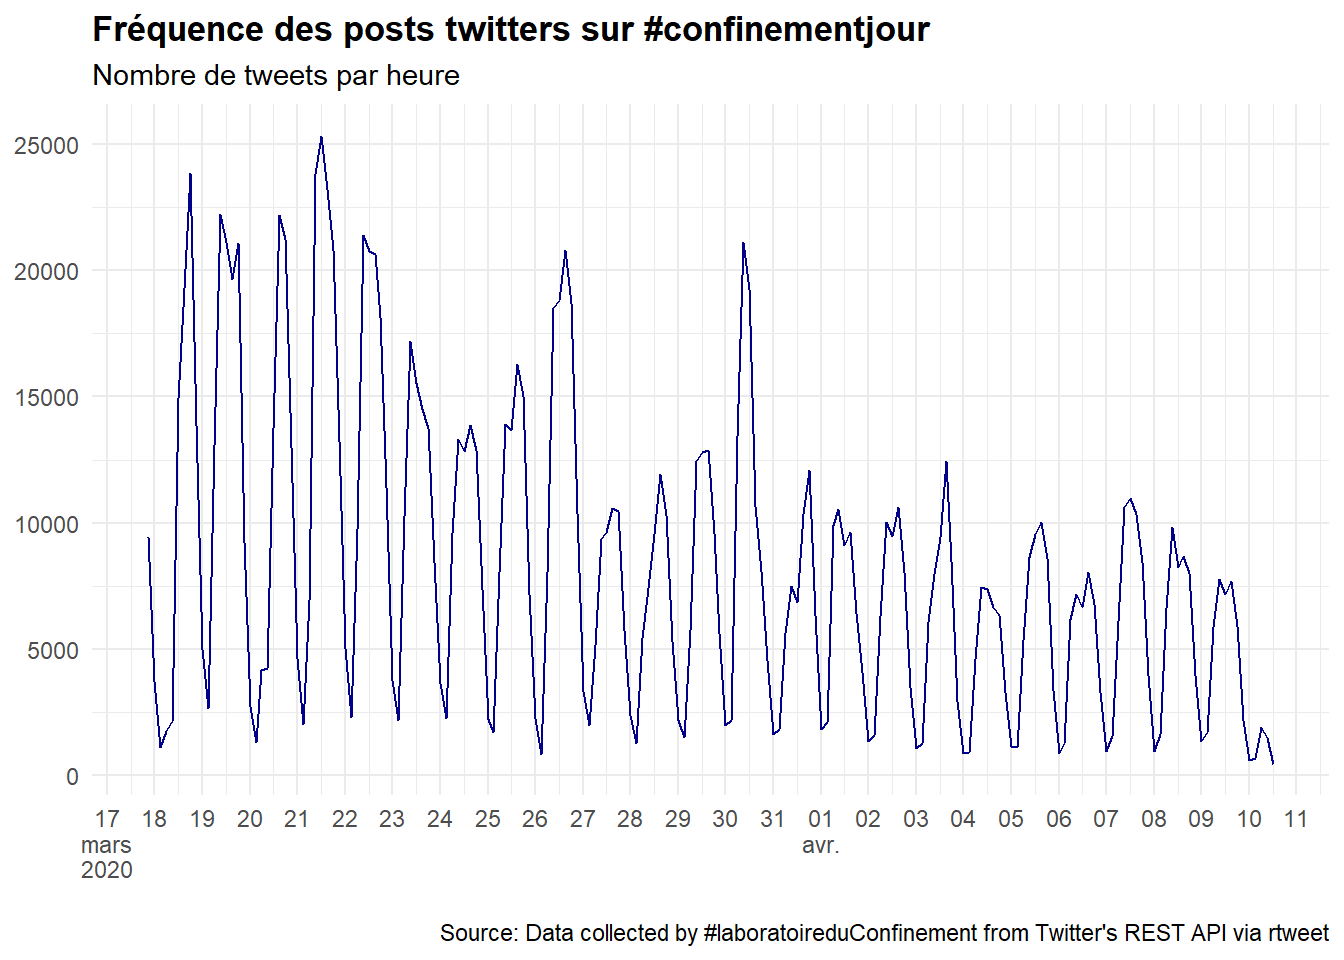 Fréquence des posts twitters sur #confinementjour
Nombre de tweets par heure
25000
20000
15000
10000
5000
0
17 18 19 20 21 22 23 24 25 26 27 28 29 30 31 01 02 03 04 05 06 07 08 09 10 11
mars avr.
2020
Source: Data collected by #laboratoireduConfinement from Twitter's REST API via rtweet